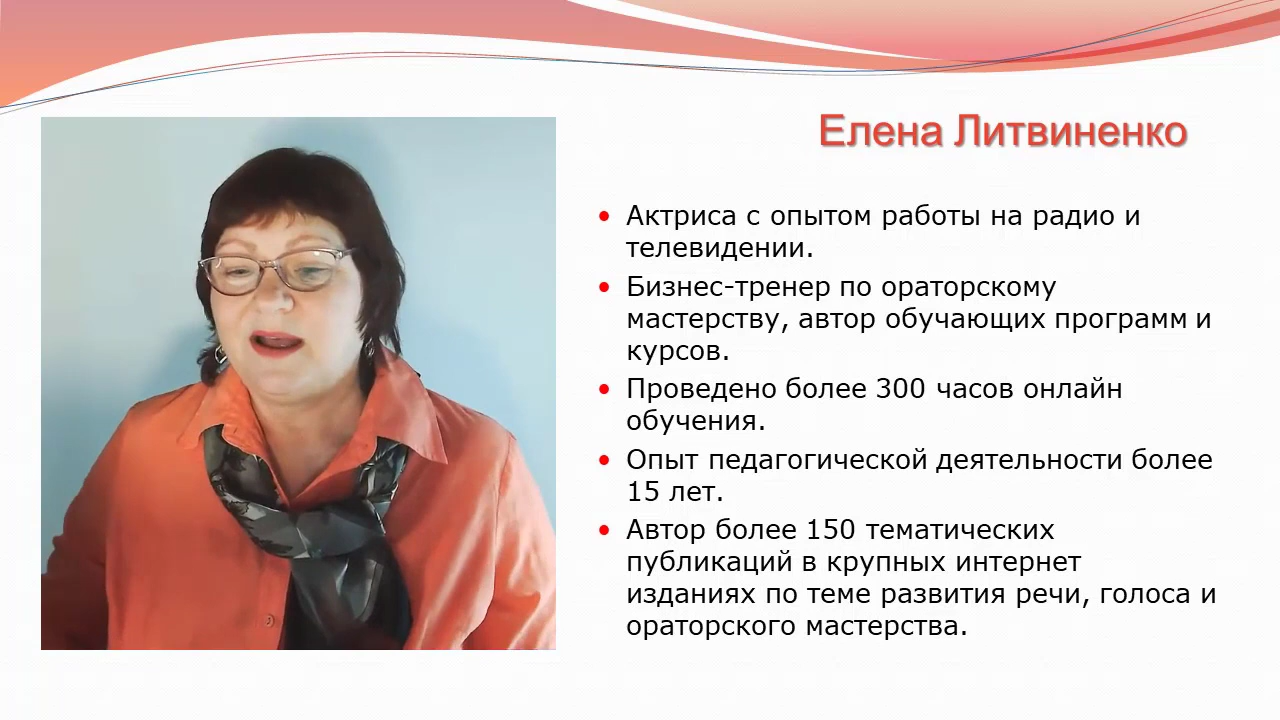 Елена Литвиненко
• Актриса с опытом работы на радио и
телевидении.
• Бизнес-тренер по ораторскому
мастерству, автор обучающих программ и
курсов.
• Проведено более 300 часов онлайн
обучения.
• Опыт педагогической деятельности более
15 лет.
• Автор более 150 тематических
публикаций в крупных интернет
изданиях по теме развития речи, голоса и
ораторского мастерства.